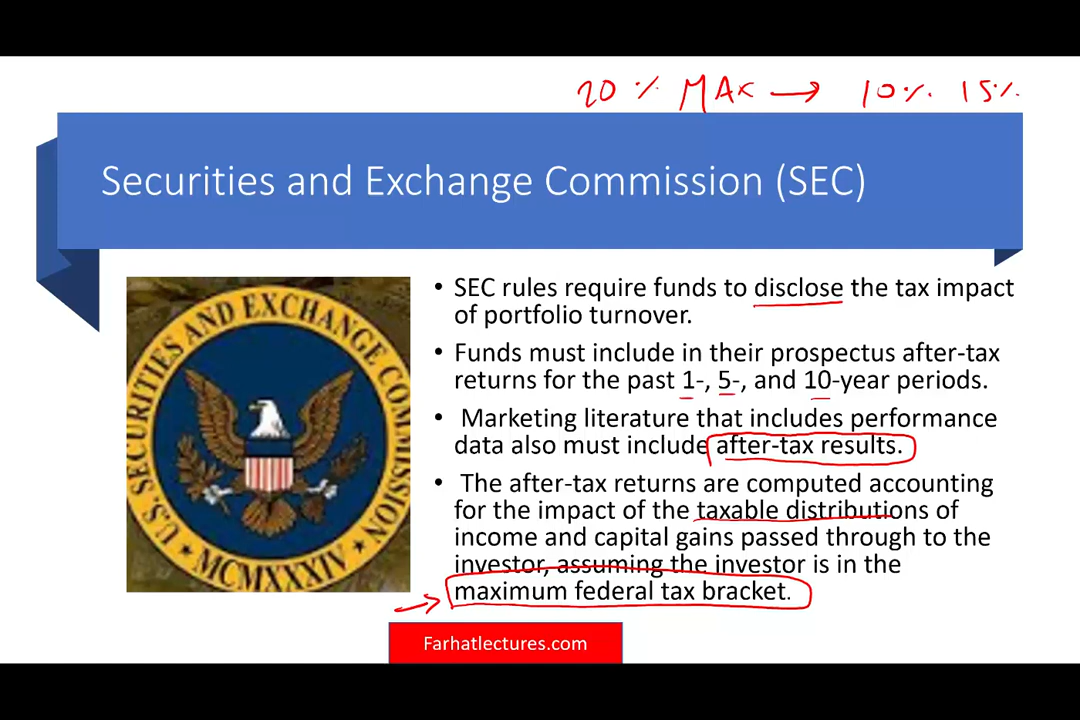 20 % MAX → 10% 15%
Securities and Exchange Commission (SEC)
U.S. SECURITIES AND EXCHANGE COMMISSION
MCMXXXIV
• SEC rules require funds to disclose the tax impact
of portfolio turnover.
• Funds must include in their prospectus after-tax
returns for the past 1-, 5-, and 10-year periods.
• Marketing literature that includes performance
data also must include after-tax results.
• The after-tax returns are computed accounting
for the impact of the taxable distributions of
income and capital gains passed through to the
investor, assuming the investor is in the
maximum federal tax bracket.
Farhatlectures.com